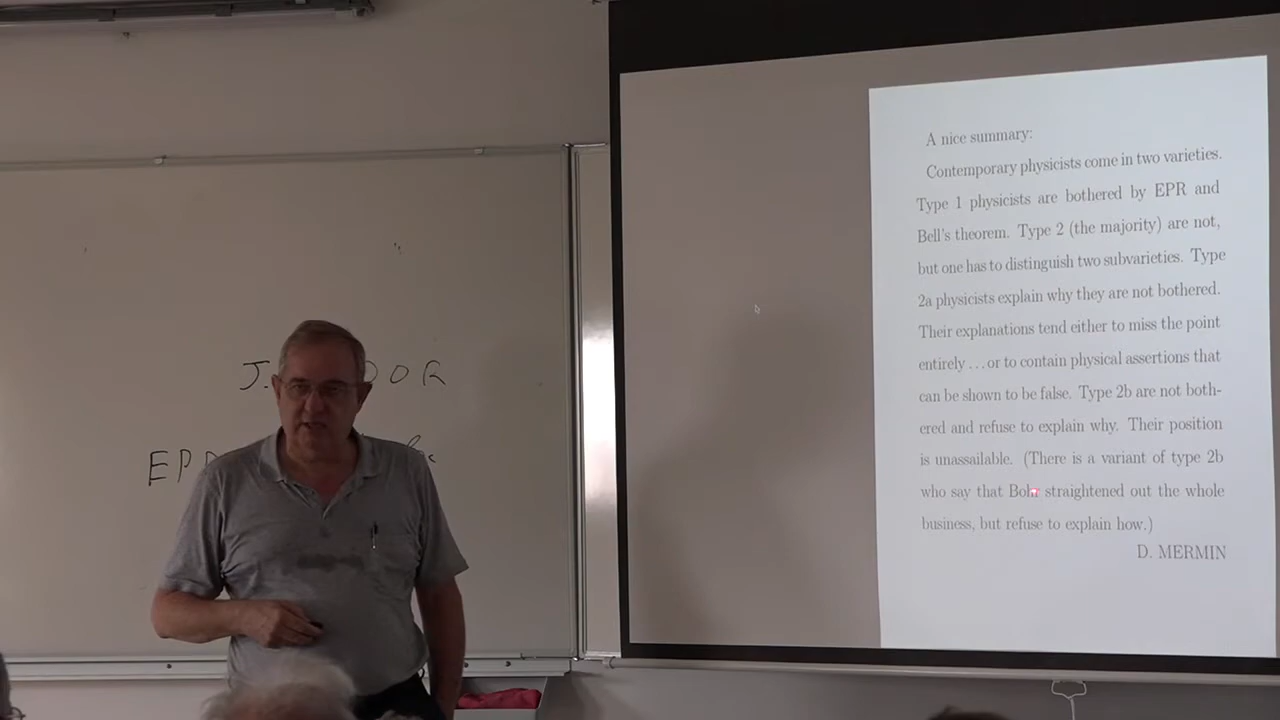 J. DOR
EPR
A nice summary:
Contemporary physicists come in two varieties.
Type 1 physicists are bothered by EPR and
Bell's theorem. Type 2 (the majority) are not,
but one has to distinguish two subvarieties. Type
2a physicists explain why they are not bothered.
Their explanations tend either to miss the point
entirely...or to contain physical assertions that
can be shown to be false. Type 2b are not both-
ered and refuse to explain why. Their position
is unassailable. (There is a variant of type 2b
who say that Bohr straightened out the whole
business, but refuse to explain how.)
D. MERMIN